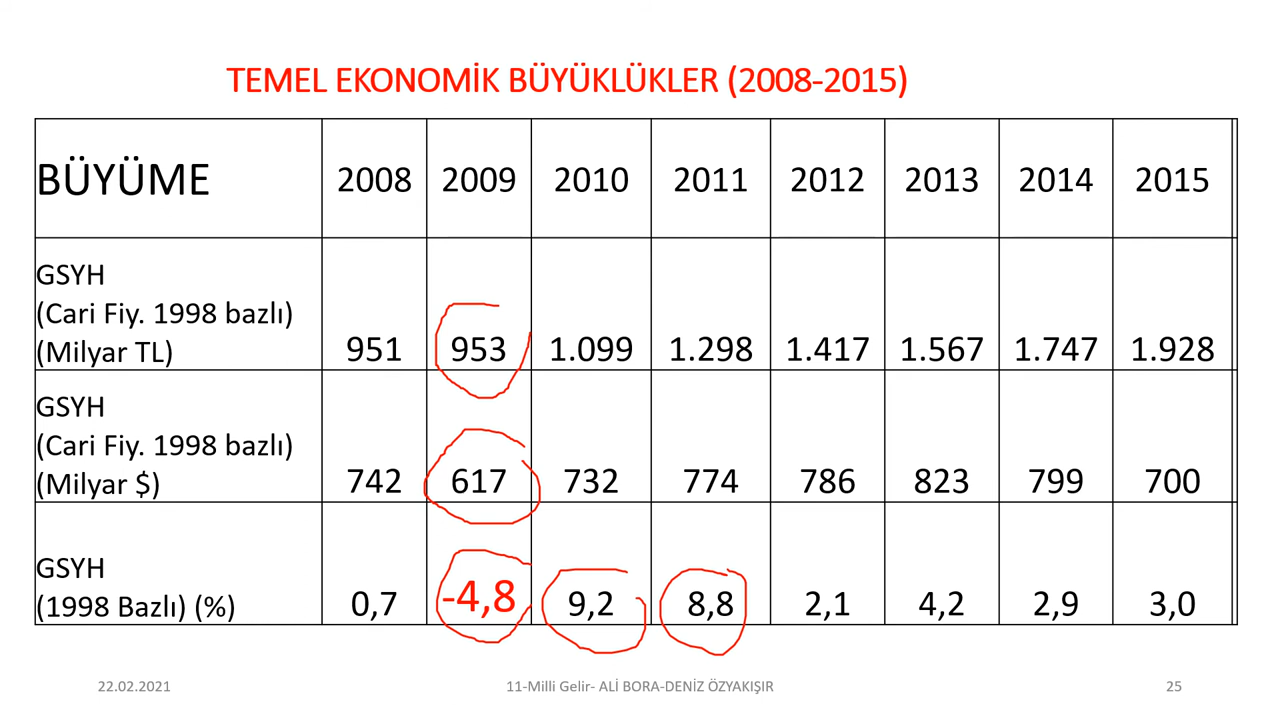 TEMEL EKONOMİK BÜYÜKLÜKLER (2008-2015)
BÜYÜME 2008 2009 2010 2011 2012 2013 2014 2015
GSYH
(Cari Fiy. 1998 bazlı)
(Milyar TL) 951 953 1.099 1.298 1.417 1.567 1.747 1.928
GSYH
(Cari Fiy. 1998 bazlı)
(Milyar $) 742 617 732 774 786 823 799 700
GSYH
(1998 Bazlı) (%) 0,7 -4,8 9,2 8,8 2,1 4,2 2,9 3,0
22.02.2021 11-Milli Gelir- ALİ BORA-DENİZ ÖZYAKIŞIR 25